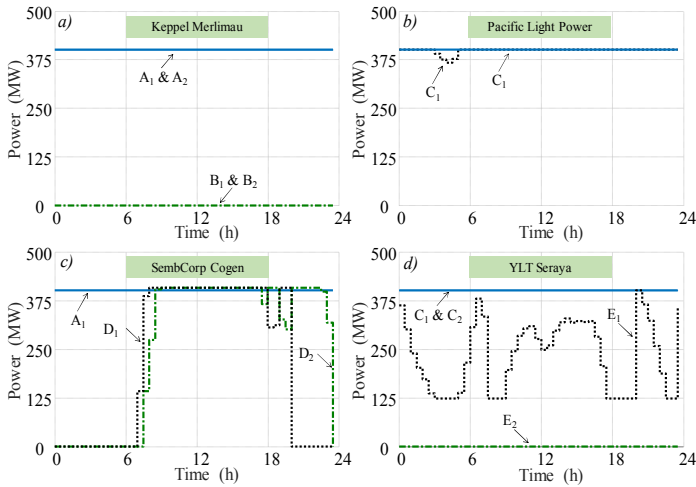 a) Keppel Merlimau
Power (MW)
500
375
250
125
0
A1 & A2
B1 & B2
0 6 12 18 24
Time (h)
b) Pacific Light Power
Power (MW)
500
375
250
125
0
C1
C1
0 6 12 18 24
Time (h)
c) SembCorp Cogen
Power (MW)
500
375
250
125
0
A1
D1
D2
0 6 12 18 24
Time (h)
d) YLT Seraya
Power (MW)
500
375
250
125
0
C1 & C2
E1
E2
0 6 12 18 24
Time (h)